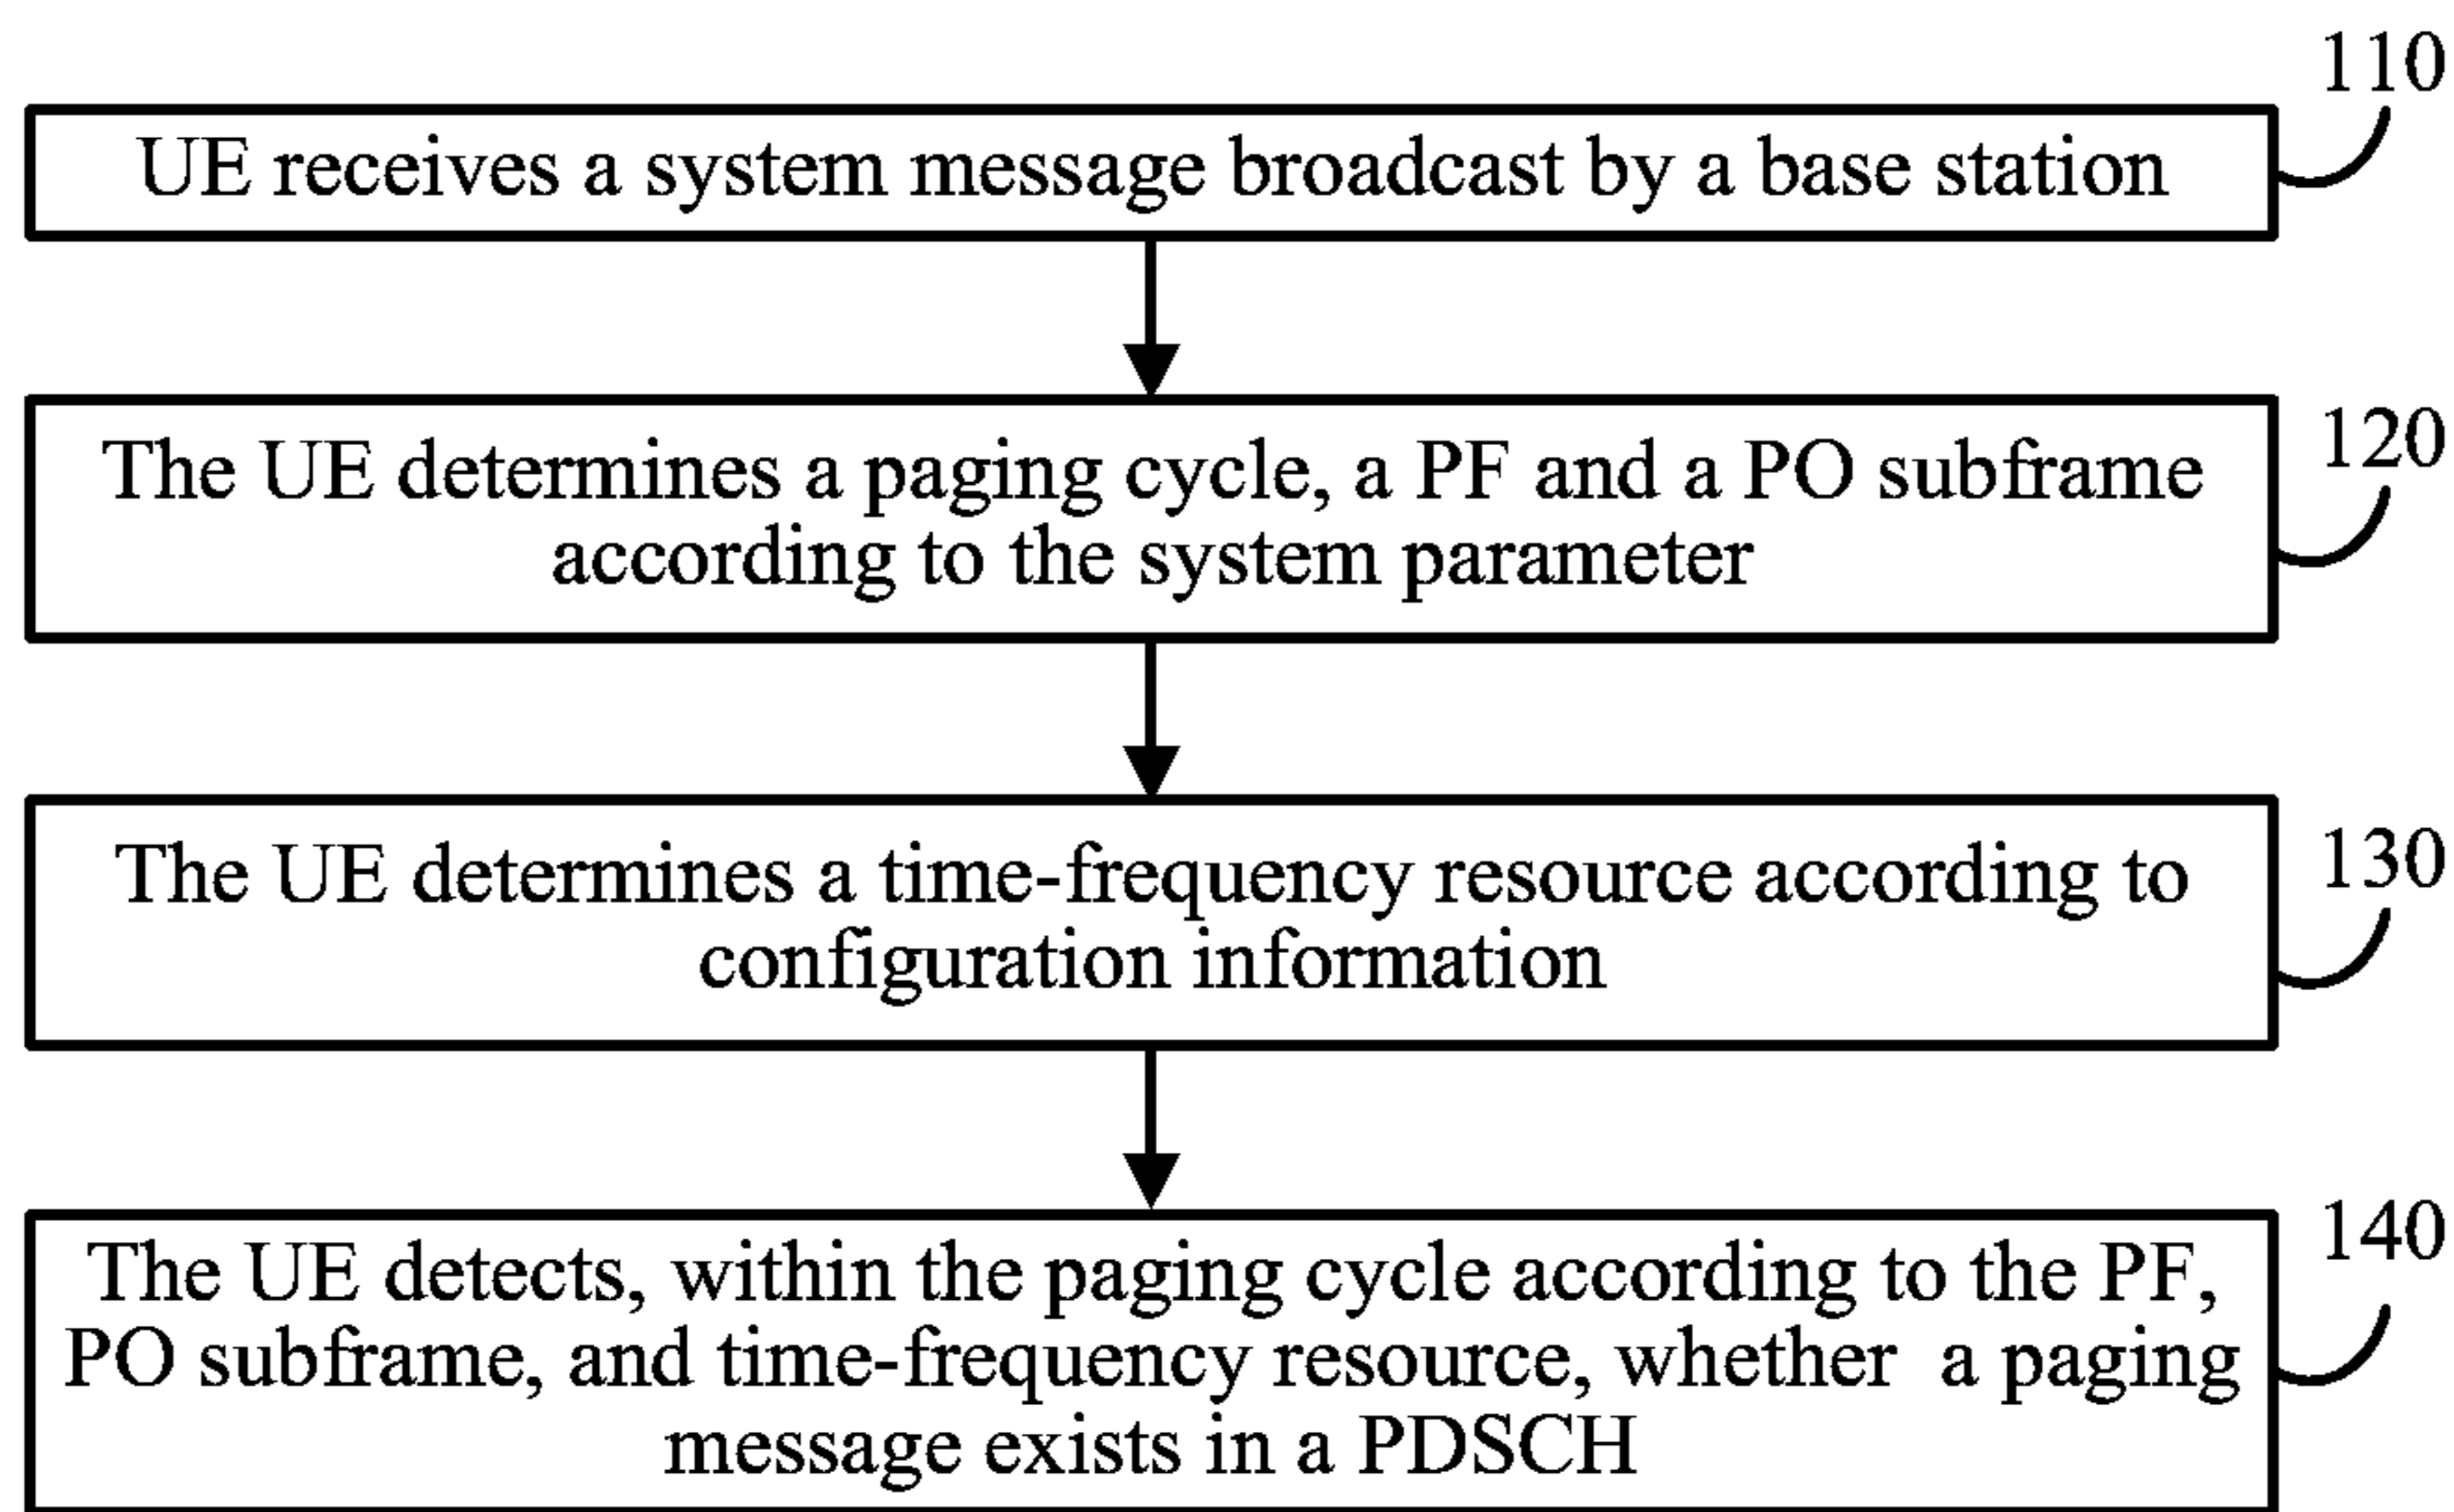 110
UE receives a system message broadcast by a base station
120
The UE determines a paging cycle, a PF and a PO subframe
according to the system parameter
130
The UE determines a time-frequency resource according to
configuration information
140
The UE detects, within the paging cycle according to the PF,
PO subframe, and time-frequency resource, whether a paging
message exists in a PDSCH